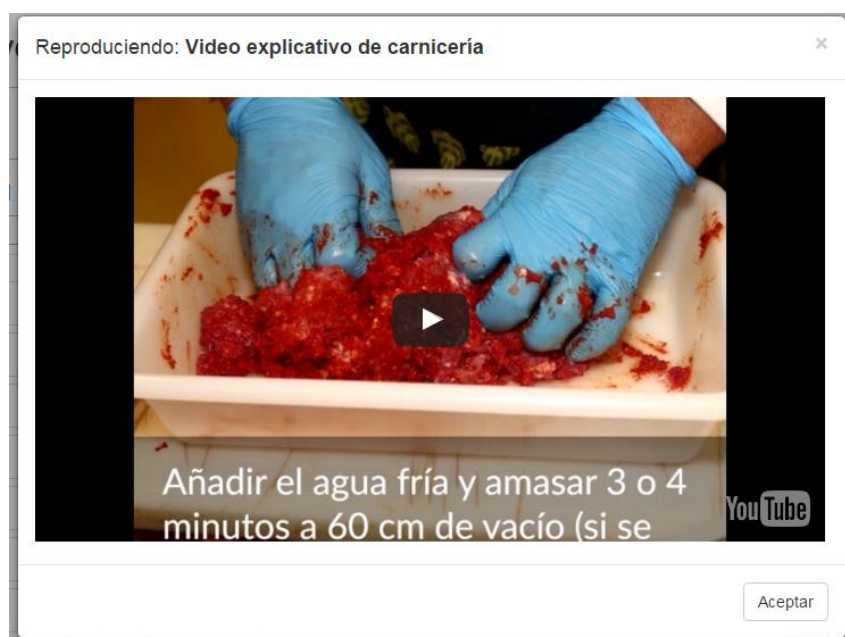 Reproduciendo: Video explicativo de carnicería
×
Añadir el agua fría y amasar 3 o 4
minutos a 60 cm de vacío (si se
YouTube
Aceptar